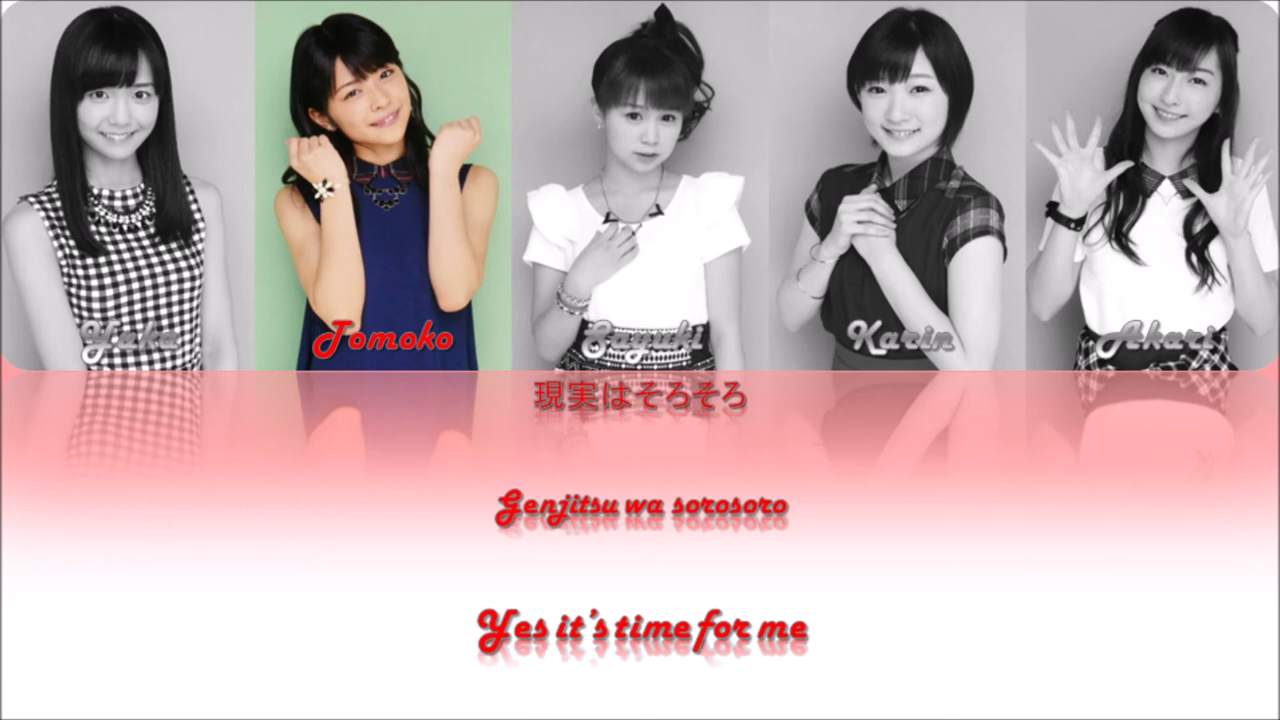 Yuka Tomoko Sayuki Karin Akari
現実はそろそろ
Genjitsu wa sorosoro
Yes it's time for me